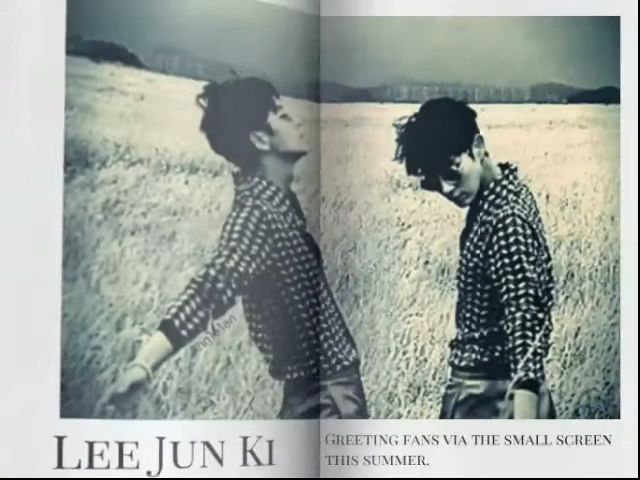 Lee Jun Ki
Greeting fans via the small screen
this summer.